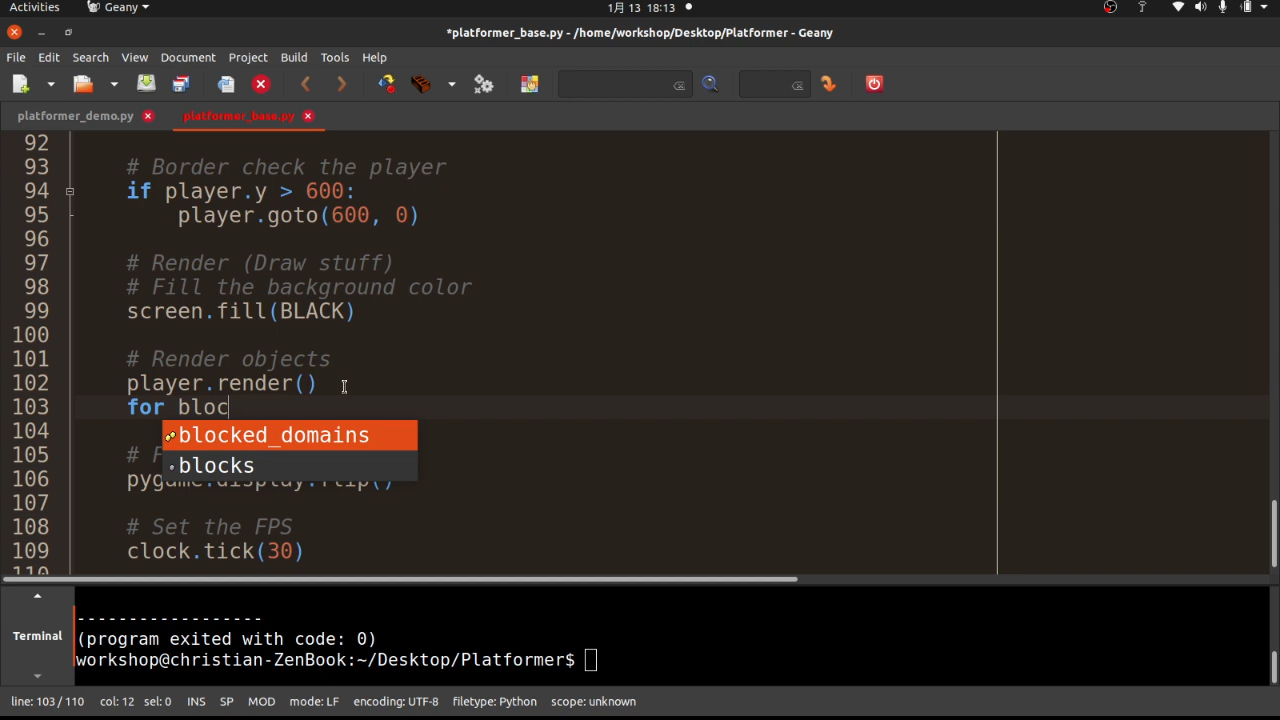 Activities Geany 1月 13 18:13
*platformer_base.py - /home/workshop/Desktop/Platformer - Geany
File Edit Search View Document Project Build Tools Help
platformer_demo.py platformer_base.py
92
93 # Border check the player
94 if player.y > 600:
95 player.goto(600, 0)
96
97 # Render (Draw stuff)
98 # Fill the background color
99 screen.fill(BLACK)
100
101 # Render objects
102 player.render()
103 for bloc
104 blocked_domains
105 # F
blocks
106 pygame.display.flip()
107
108 # Set the FPS
109 clock.tick(30)
110
------------------
Terminal (program exited with code: 0)
workshop@christian-ZenBook:~/Desktop/Platformer$
line: 103 / 110 col: 12 sel: 0 INS SP MOD mode: LF encoding: UTF-8 filetype: Python scope: unknown